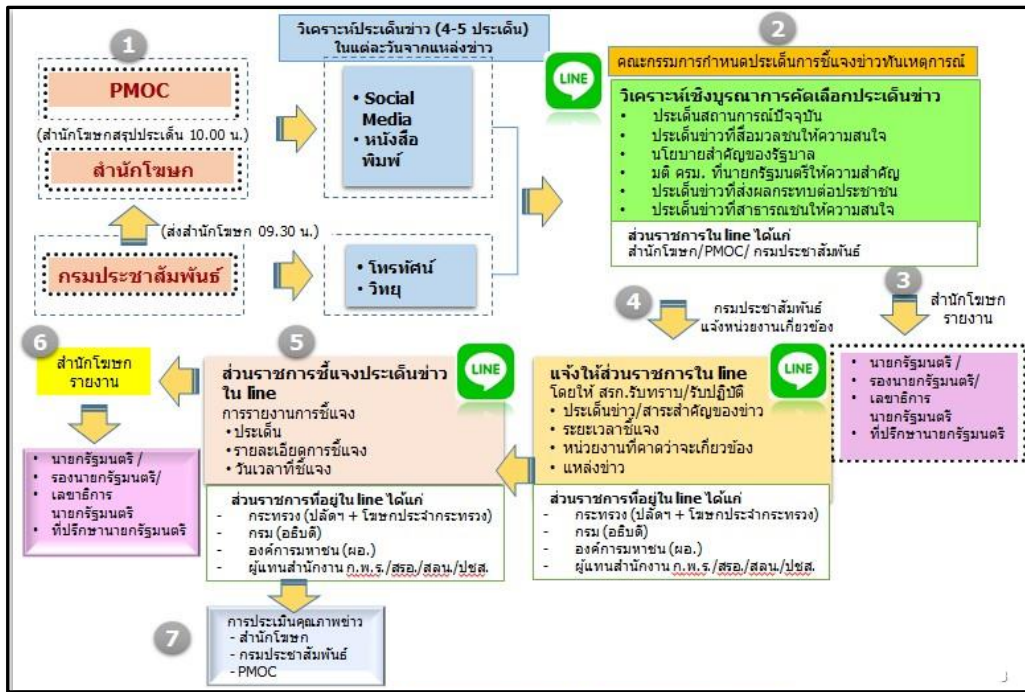 1
PMOC
(สำนักโฆษกสรุปประเด็น 10.00 น.)
สำนักโฆษก
(ส่งสำนักโฆษก 09.30 น.)
กรมประชาสัมพันธ์
วิเคราะห์ประเด็นข่าว (4-5 ประเด็น)
ในแต่ละวันจากแหล่งข่าว
• Social
Media
• หนังสือ
พิมพ์
• โทรทัศน์
• วิทยุ
2
LINE
คณะกรรมการกำหนดประเด็นการชี้แจงข่าวทันเหตุการณ์
วิเคราะห์เชิงบูรณาการคัดเลือกประเด็นข่าว
• ประเด็นสถานการณ์ปัจจุบัน
• ประเด็นข่าวที่สื่อมวลชนให้ความสนใจ
• นโยบายสำคัญของรัฐบาล
• มติ ครม. ที่นายกรัฐมนตรีให้ความสำคัญ
• ประเด็นข่าวที่ส่งผลกระทบต่อประชาชน
• ประเด็นข่าวที่สาธารณชนให้ความสนใจ
ส่วนราชการใน line ได้แก่
สำนักโฆษก/PMOC/ กรมประชาสัมพันธ์
3
สำนักโฆษก
รายงาน
• นายกรัฐมนตรี /
• รองนายกรัฐมนตรี/
• เลขาธิการ
นายกรัฐมนตรี
• ที่ปรึกษานายกรัฐมนตรี
4
กรมประชาสัมพันธ์
แจ้งหน่วยงานเกี่ยวข้อง
LINE
แจ้งให้ส่วนราชการใน line
โดยให้ สรก.รับทราบ/รับปฏิบัติ
• ประเด็นข่าว/สาระสำคัญของข่าว
• ระยะเวลาชี้แจง
• หน่วยงานที่คาดว่าจะเกี่ยวข้อง
• แหล่งข่าว
ส่วนราชการที่อยู่ใน line ได้แก่
- กระทรวง (ปลัดฯ + โฆษกประจำกระทรวง)
- กรม (อธิบดี)
- องค์การมหาชน (ผอ.)
- ผู้แทนสำนักงาน ก.พ.ร./สรอ./สลน./ปชส.
5
LINE
ส่วนราชการชี้แจงประเด็นข่าว
ใน line
การรายงานการชี้แจง
• ประเด็น
• รายละเอียดการชี้แจง
• วันเวลาที่ชี้แจง
ส่วนราชการที่อยู่ใน line ได้แก่
- กระทรวง (ปลัดฯ + โฆษกประจำกระทรวง)
- กรม (อธิบดี)
- องค์การมหาชน (ผอ.)
- ผู้แทนสำนักงาน ก.พ.ร./สรอ./สลน./ปชส.
6
สำนักโฆษก
รายงาน
• นายกรัฐมนตรี /
• รองนายกรัฐมนตรี/
• เลขาธิการ
นายกรัฐมนตรี
• ที่ปรึกษานายกรัฐมนตรี
7
การประเมินคุณภาพข่าว
- สำนักโฆษก
- กรมประชาสัมพันธ์
- PMOC